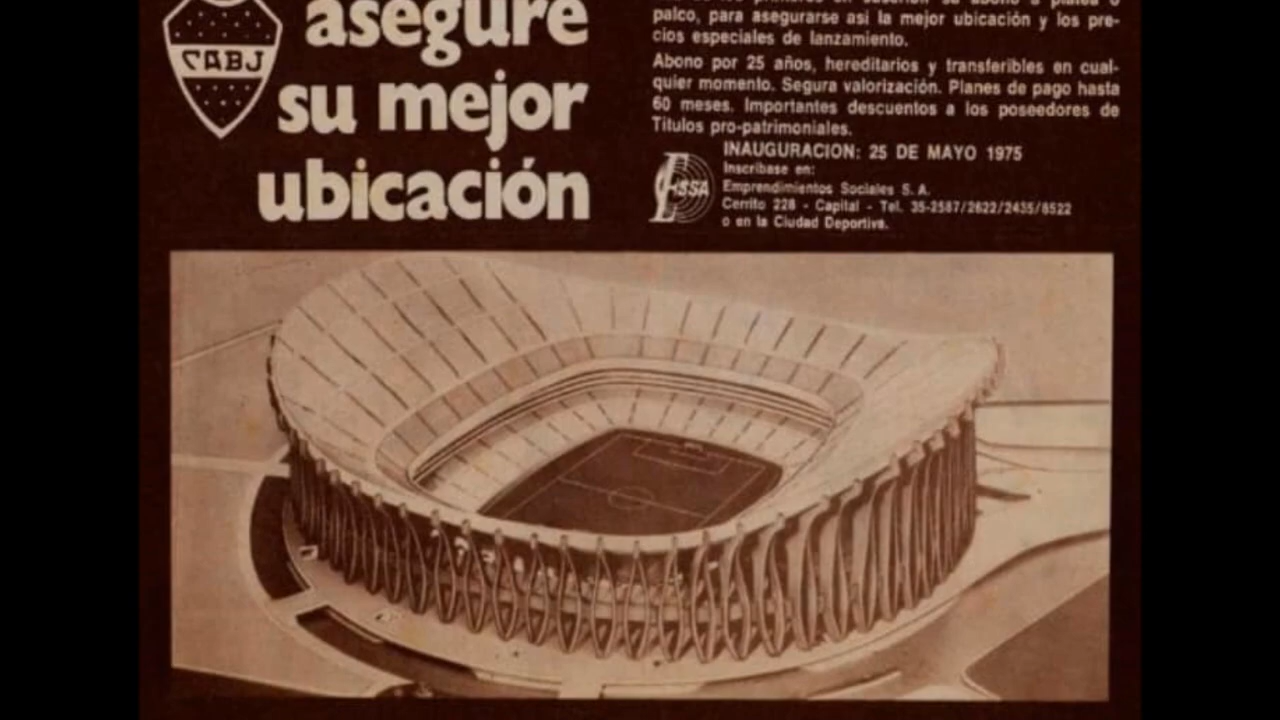 CABJ
asegure
su mejor
ubicación
palco, para asegurarse así la mejor ubicación y los pre-
cios especiales de lanzamiento.
Abono por 25 años, hereditarios y transferibles en cual-
quier momento. Segura valorización. Planes de pago hasta
60 meses. Importantes descuentos a los poseedores de
Títulos pro-patrimoniales.
INAUGURACION: 25 DE MAYO 1975
Inscríbase en:
Emprendimientos Sociales S. A.
Cerrito 228 - Capital - Tel. 35-2587/2622/2435/6522
o en la Ciudad Deportiva.